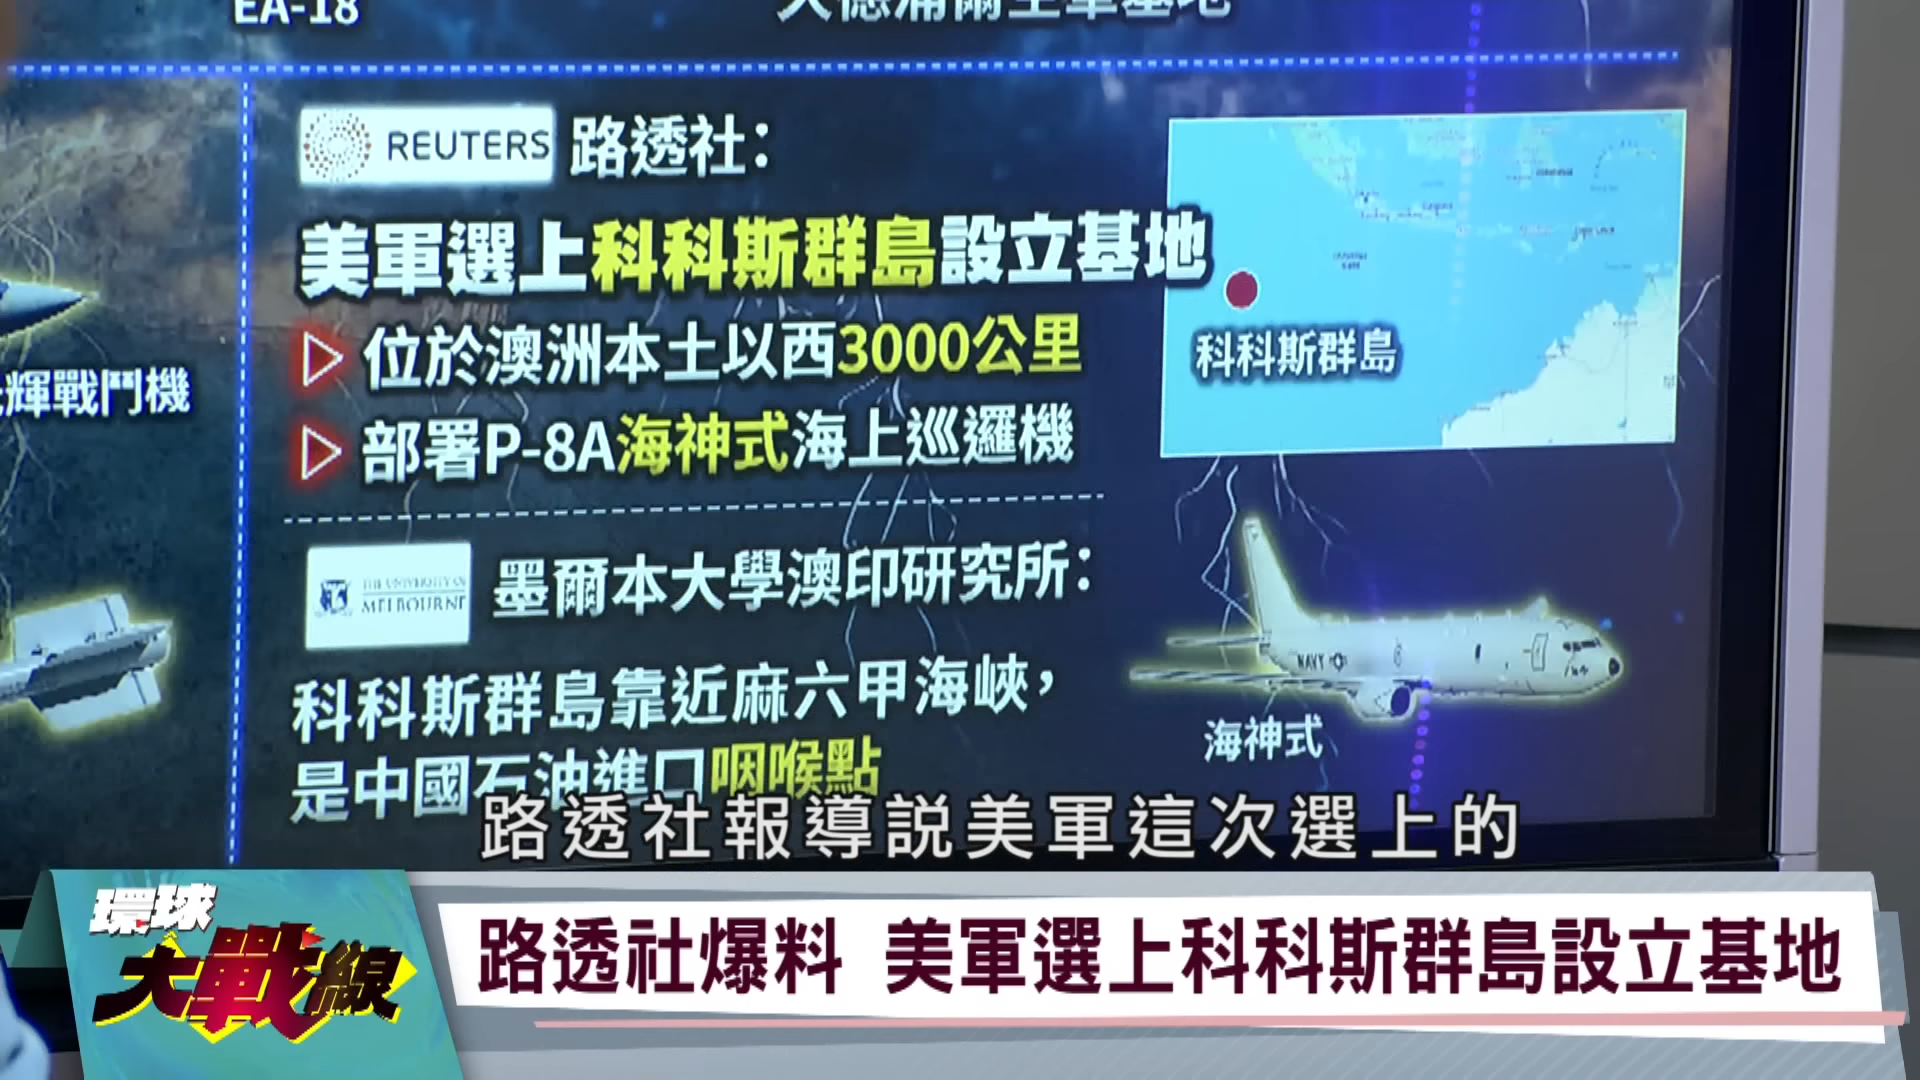 EA-18
REUTERS 路透社：
美軍選上科科斯群島設立基地
位於澳洲本土以西3000公里
部署P-8A海神式海上巡邏機
科科斯群島
輝戰鬥機
THE UNIVERSITY OF
MELBOURNE
墨爾本大學澳印研究所：
科科斯群島靠近麻六甲海峽，
是中國石油進口咽喉點
NAVY
海神式
路透社報導說美軍這次選上的
環球
大戰線
路透社爆料 美軍選上科科斯群島設立基地